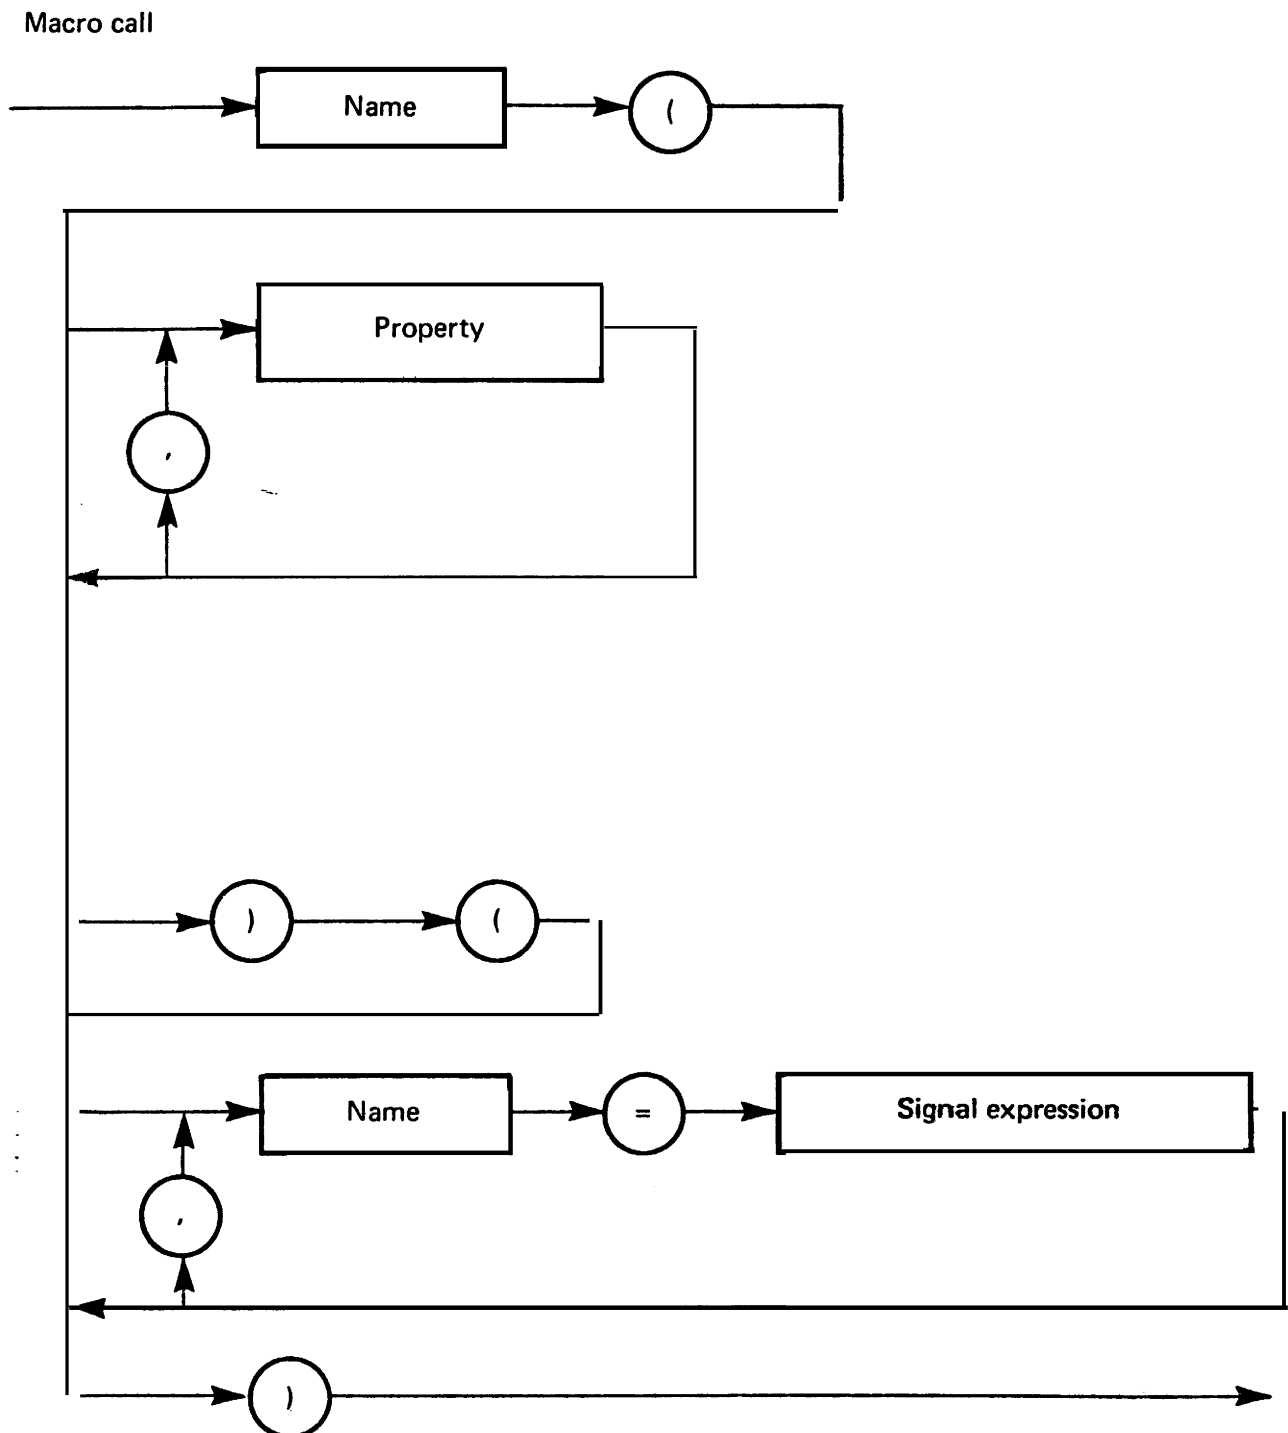 Macro call
Name (
Property
,
) (
Name = Signal expression
,
)